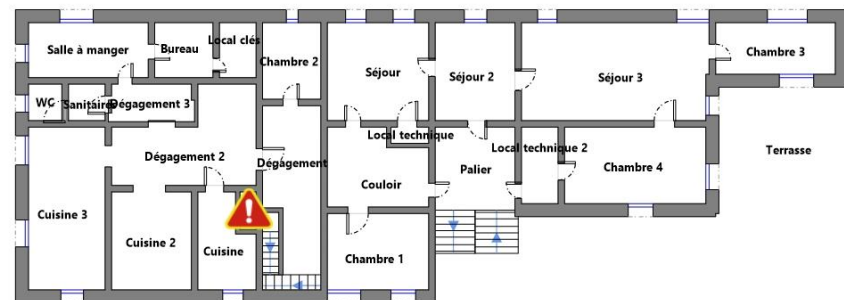 Salle à manger
Bureau
Local clés
Chambre 2
Séjour
Séjour 2
Séjour 3
Chambre 3
WC
Sanitaires
Dégagement 3
Local technique
Local technique 2
Terrasse
Dégagement 2
Dégagement
Couloir
Palier
Chambre 4
Cuisine 3
Cuisine 2
Cuisine
Chambre 1